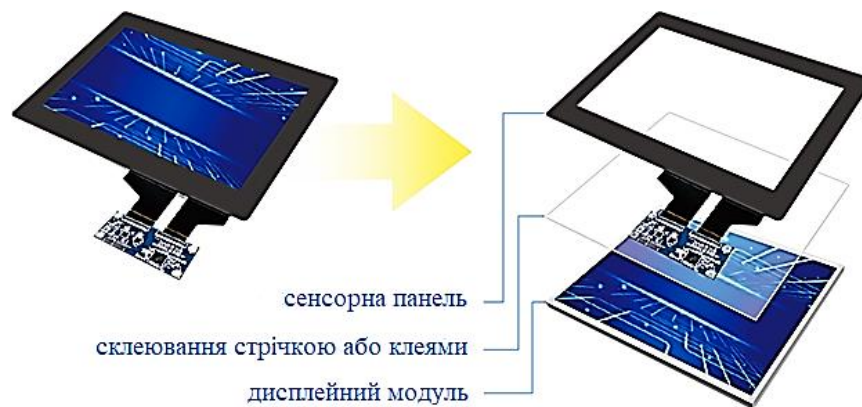 сенсорна панель
склеювання стрічкою або клеями
дисплейний модуль